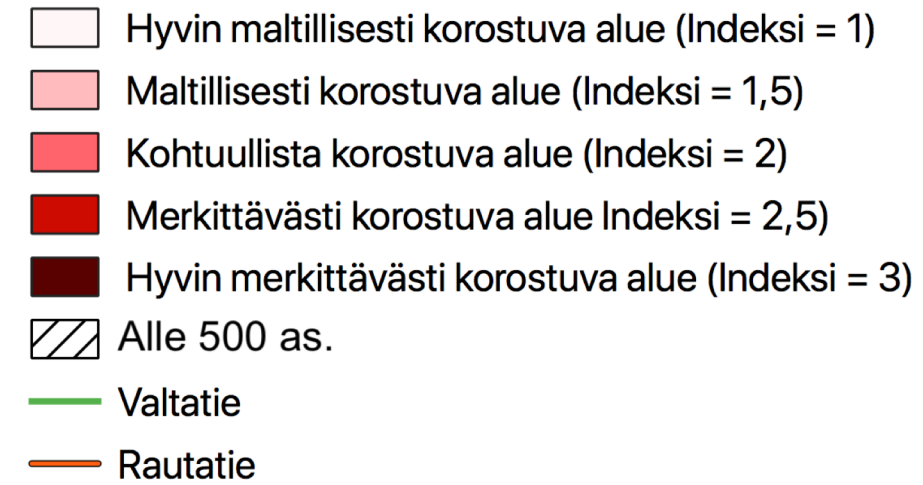 Hyvin maltillisesti korostuva alue (Indeksi = 1)
Maltillisesti korostuva alue (Indeksi = 1,5)
Kohtuullista korostuva alue (Indeksi = 2)
Merkittävästi korostuva alue Indeksi = 2,5)
Hyvin merkittävästi korostuva alue (Indeksi = 3)
Alle 500 as.
Valtatie
Rautatie